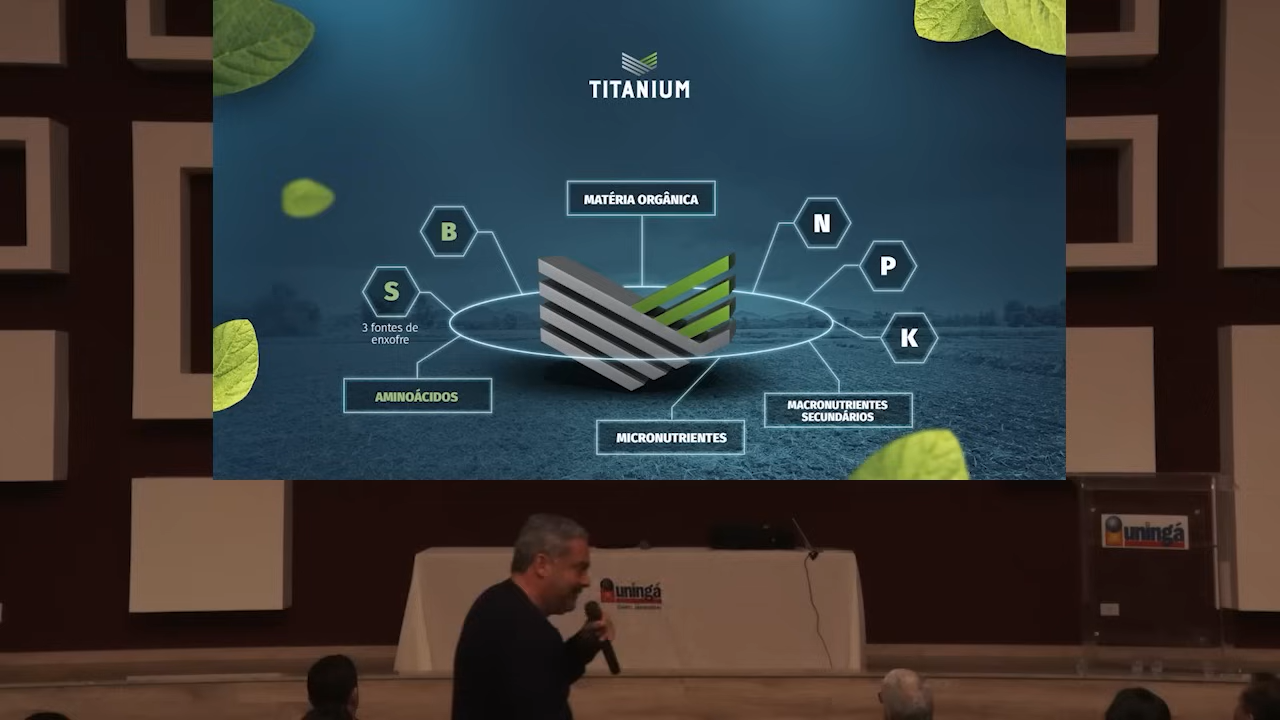 TITANIUM
MATÉRIA ORGÂNICA
B
N
P
S
3 fontes de
enxofre
K
AMINOÁCIDOS
MACRONUTRIENTES
SECUNDÁRIOS
MICRONUTRIENTES
uningá
uningá